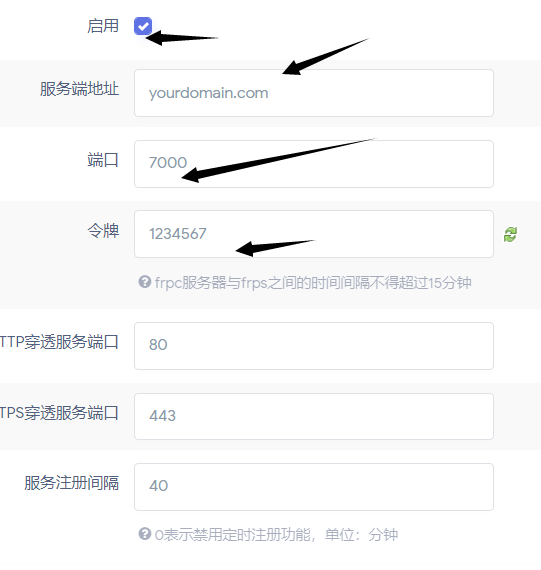 启用
服务端地址
yourdomain.com
端口
7000
令牌
1234567
frpc服务器与frps之间的时间间隔不得超过15分钟
TTP穿透服务端口
80
TPS穿透服务端口
443
服务注册间隔
40
0表示禁用定时注册功能，单位：分钟